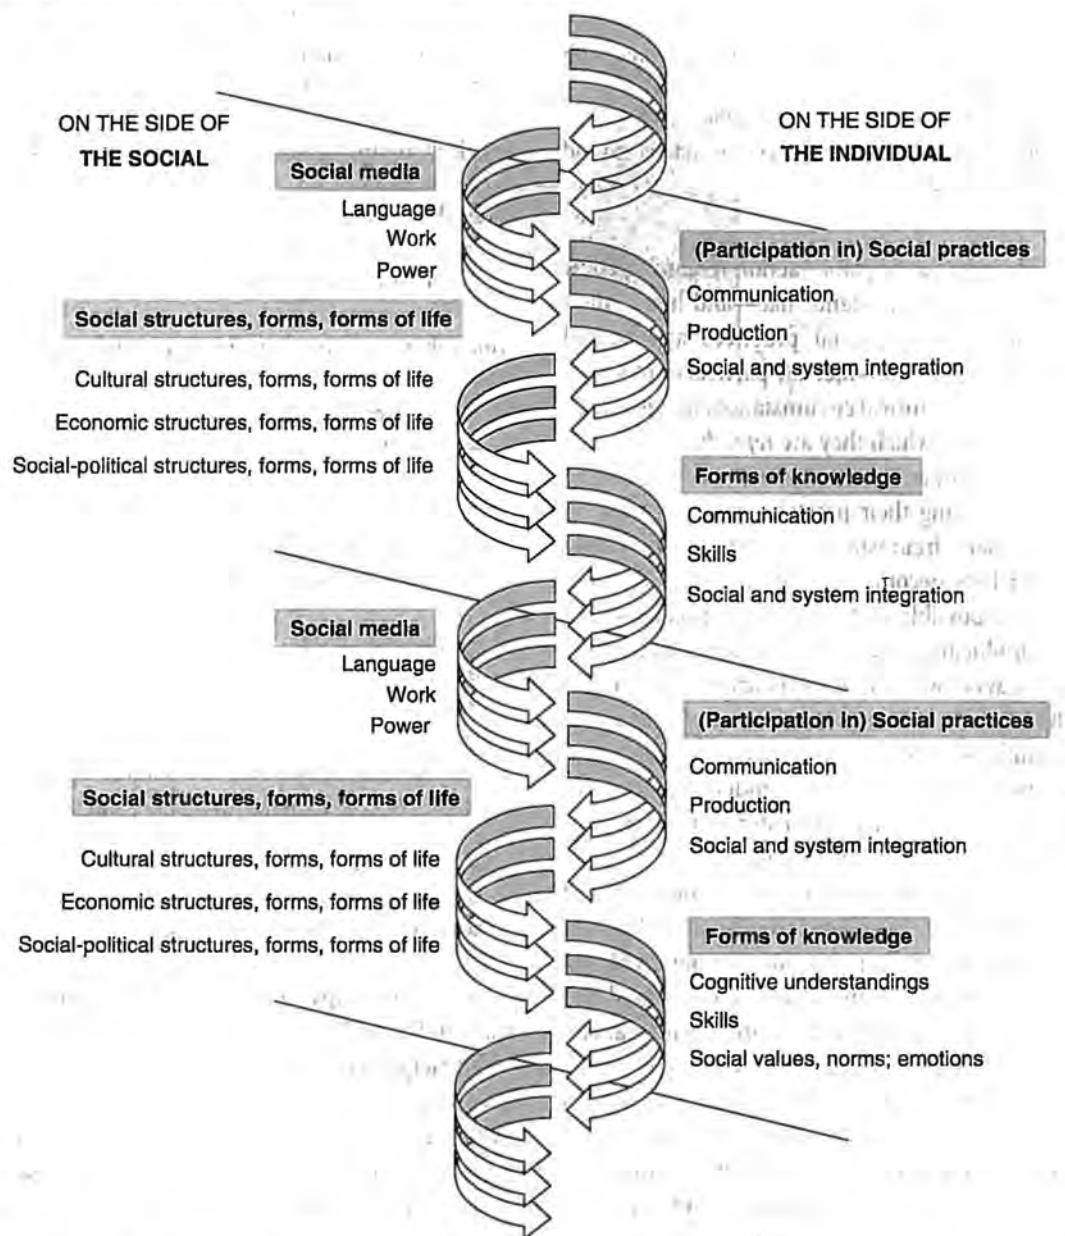 ON THE SIDE OF
THE SOCIAL
ON THE SIDE OF
THE INDIVIDUAL
Social media
Language
Work
Power
(Participation in) Social practices
Communication
Production
Social and system integration
Social structures, forms, forms of life
Cultural structures, forms, forms of life
Economic structures, forms, forms of life
Social-political structures, forms, forms of life
Forms of knowledge
Communication
Skills
Social and system integration
Social media
Language
Work
Power
(Participation in) Social practices
Communication
Production
Social and system integration
Social structures, forms, forms of life
Cultural structures, forms, forms of life
Economic structures, forms, forms of life
Social-political structures, forms, forms of life
Forms of knowledge
Cognitive understandings
Skills
Social values, norms; emotions